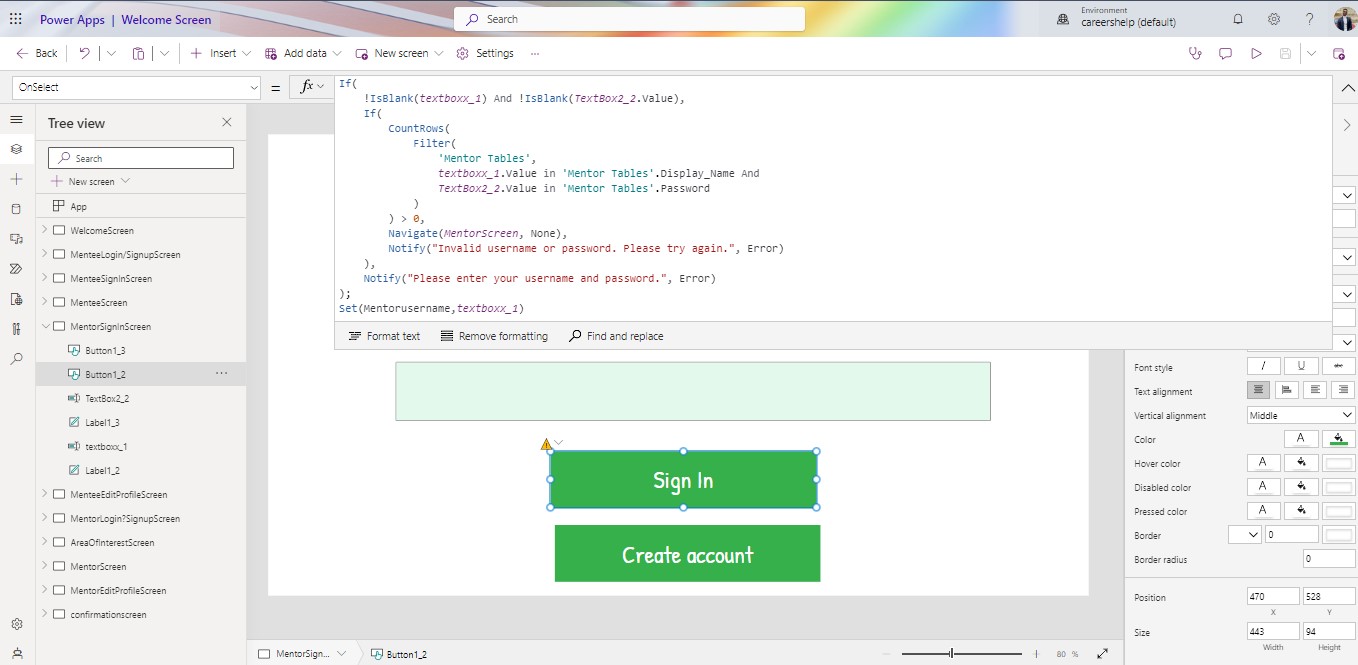 Power Apps | Welcome Screen
Search
Environment
careershelp (default)
?
Back
Insert
Add data
New screen
Settings
...
OnSelect
=
fx
If(
!IsBlank(textboxx_1) And !IsBlank(TextBox2_2.Value),
If(
CountRows(
Filter(
'Mentor Tables',
textboxx_1.Value in 'Mentor Tables'.Display_Name And
TextBox2_2.Value in 'Mentor Tables'.Password
)
) > 0,
Navigate(MentorScreen, None),
Notify("Invalid username or password. Please try again.", Error)
),
Notify("Please enter your username and password.", Error)
);
Set(Mentorusername,textboxx_1)
Format text
Remove formatting
Find and replace
Tree view
Search
New screen
App
WelcomeScreen
MenteeLogin/SignupScreen
MenteeSignInScreen
MenteeScreen
MentorSignInScreen
Button1_3
Button1_2
...
TextBox2_2
Label1_3
textboxx_1
Label1_2
MenteeEditProfileScreen
MentorLogin?SignupScreen
AreaOfInterestScreen
MentorScreen
MentorEditProfileScreen
confirmationscreen
Sign In
Create account
Font style
/ U abc
Text alignment
Vertical alignment
Middle
Color
A
Hover color
A
Disabled color
A
Pressed color
A
Border
0
Border radius
0
Position
470
528
X
Y
Size
443
94
Width
Height
MentorSign...
Button1_2
80 %